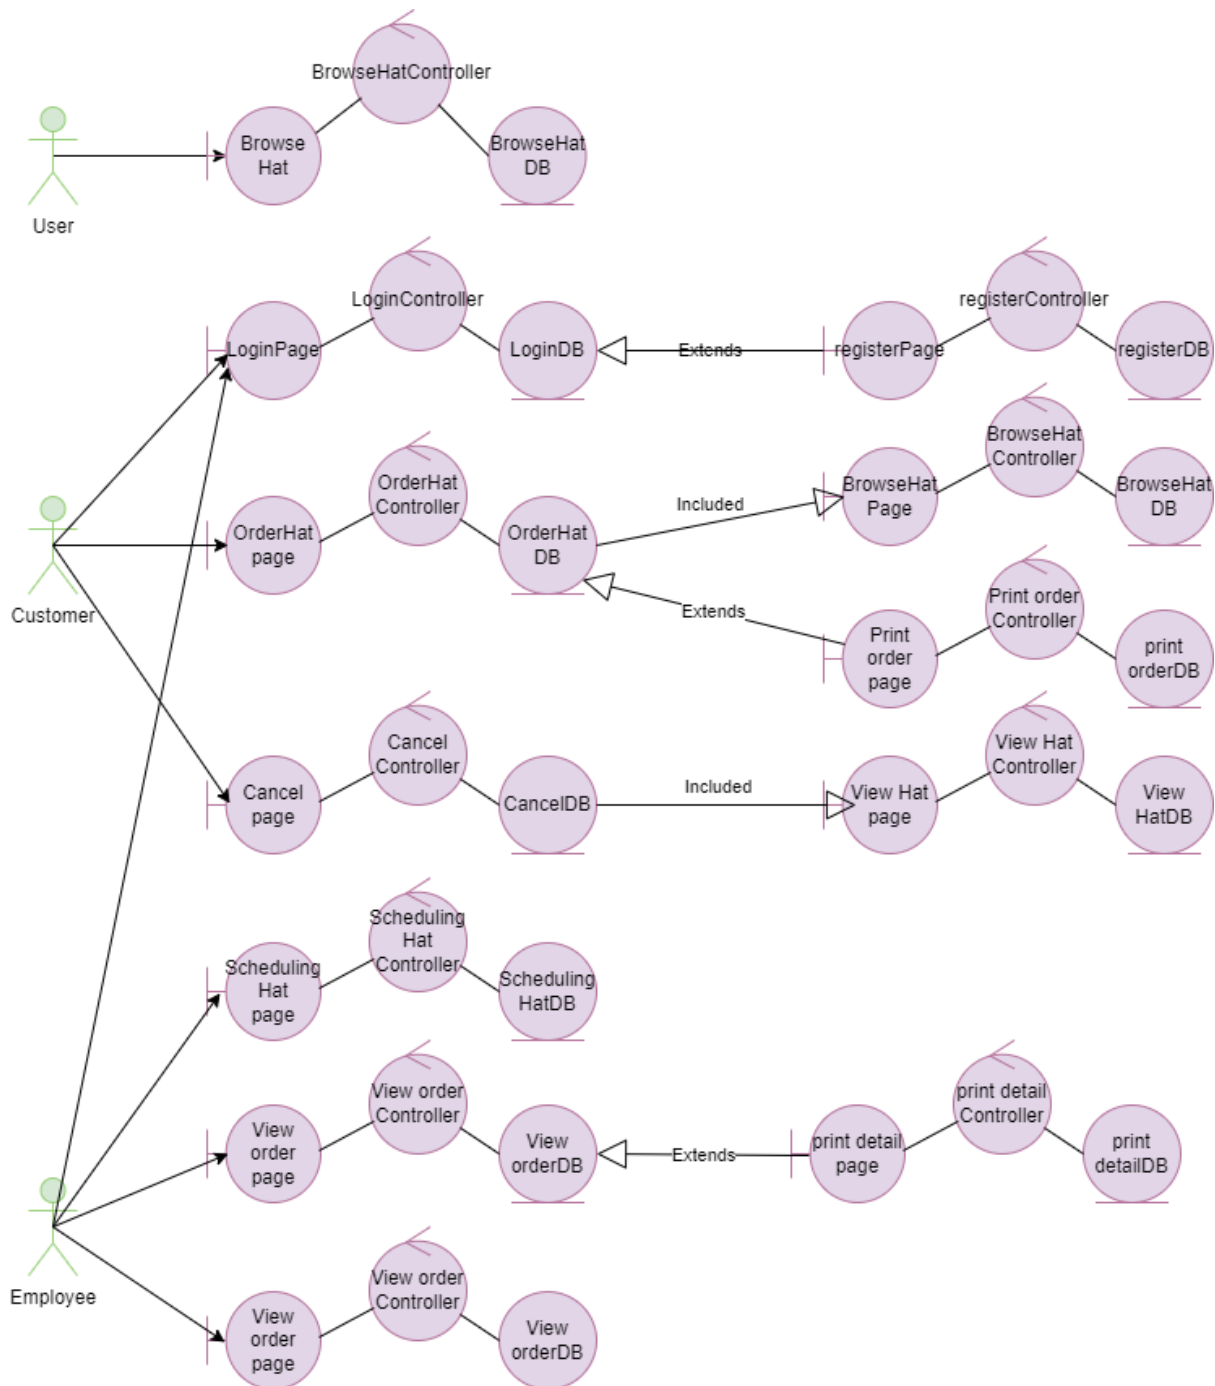 BrowseHatController
Browse
Hat
BrowseHat
DB
User
LoginController
registerController
LoginPage
LoginDB
Extends
registerPage
registerDB
BrowseHat
Controller
OrderHat
Controller
BrowseHat
Page
BrowseHat
DB
Included
OrderHat
page
OrderHat
DB
Customer
Extends
Print order
Controller
Print
order
page
print
orderDB
Cancel
Controller
View Hat
Controller
Cancel
page
CancelDB
Included
View Hat
page
View
HatDB
Scheduling
Hat
Controller
Scheduling
Hat
page
Scheduling
HatDB
View order
Controller
print detail
Controller
View
order
page
View
orderDB
Extends
print detail
page
print
detailDB
Employee
View order
Controller
View
order
page
View
orderDB